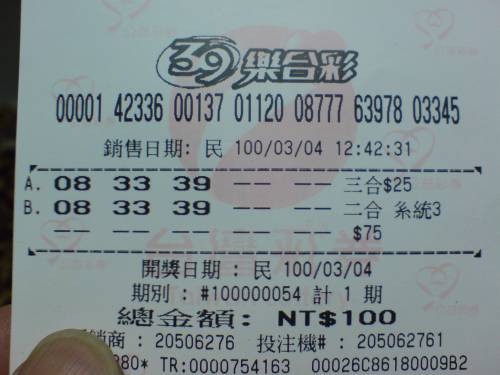 39樂合彩
00001 42336 00137 01120 08777 63978 03345
銷售日期: 民 100/03/04 12:42:31
A. 08 33 39 -- -- -- 三合$25
B. 08 33 39 -- -- -- 二合 系統3
-- -- -- -- -- -- $75
開獎日期 : 民 100/03/04
期別 : #100000054 計 1 期
總金額: NT$100
銷商 : 20506276 投注機# : 205062761
380* TR:0000754163 00026C86180009B2